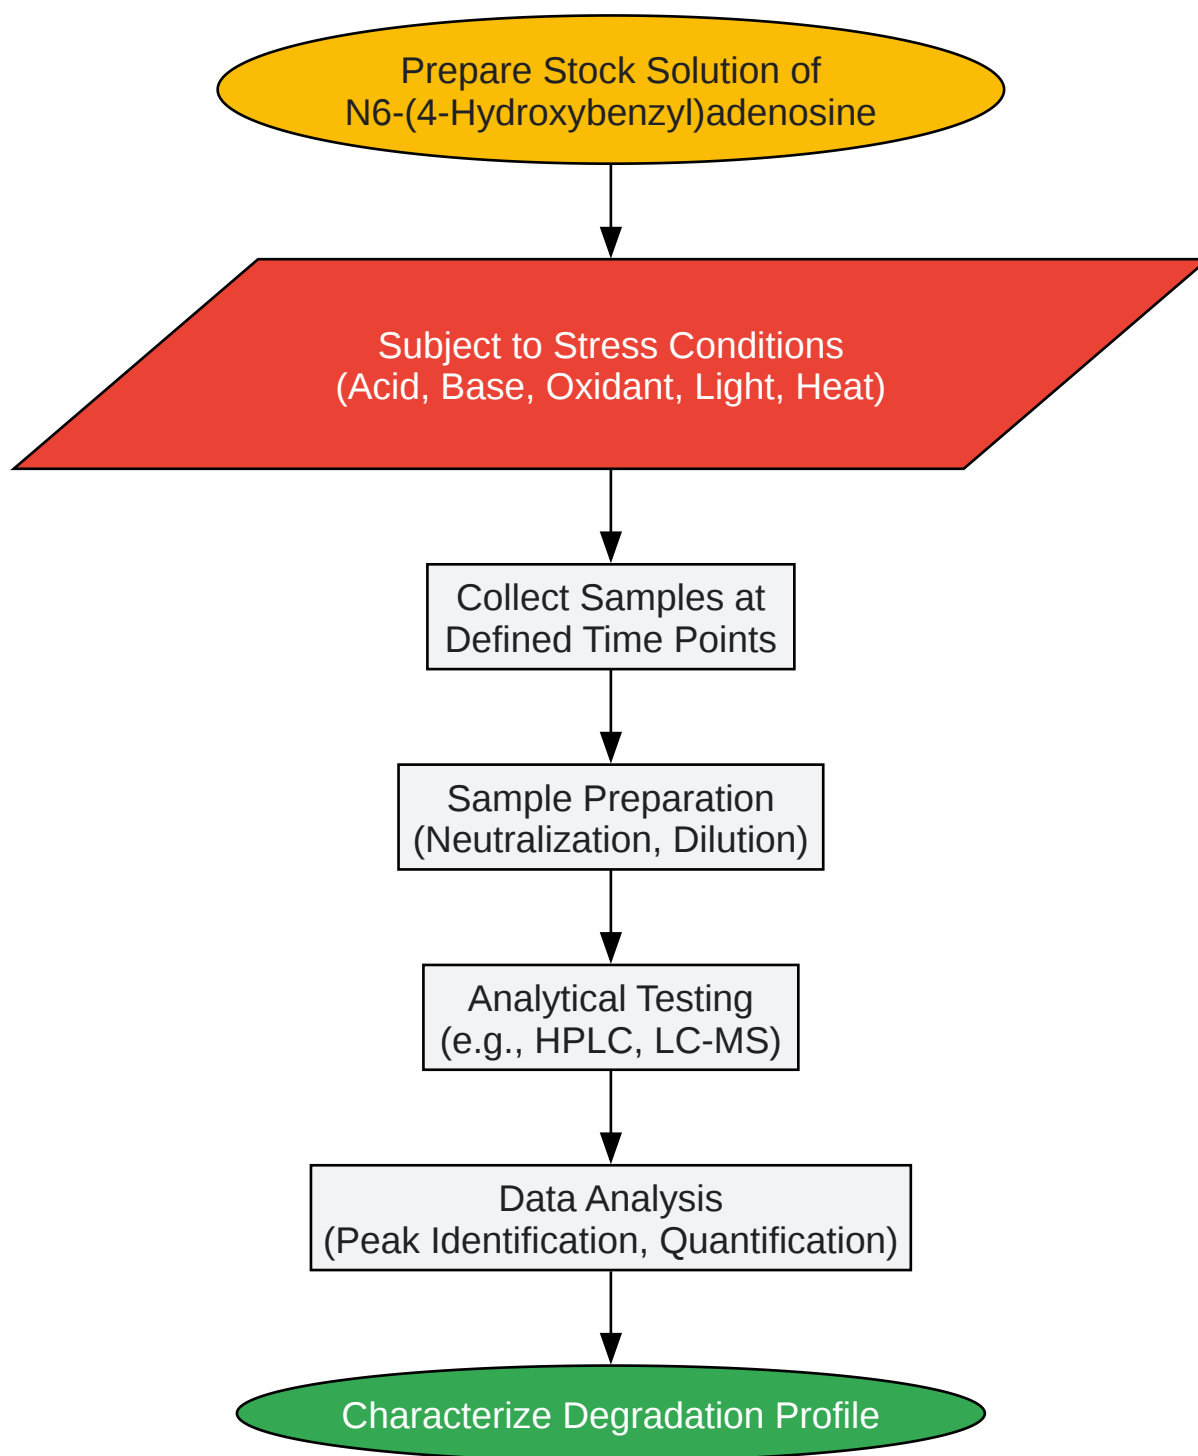 Prepare Stock Solution of
N6-(4-Hydroxybenzyl)adenosine
Subject to Stress Conditions
(Acid, Base, Oxidant, Light, Heat)
Collect Samples at
Defined Time Points
Sample Preparation
(Neutralization, Dilution)
Analytical Testing
(e.g., HPLC, LC-MS)
Data Analysis
(Peak Identification, Quantification)
Characterize Degradation Profile